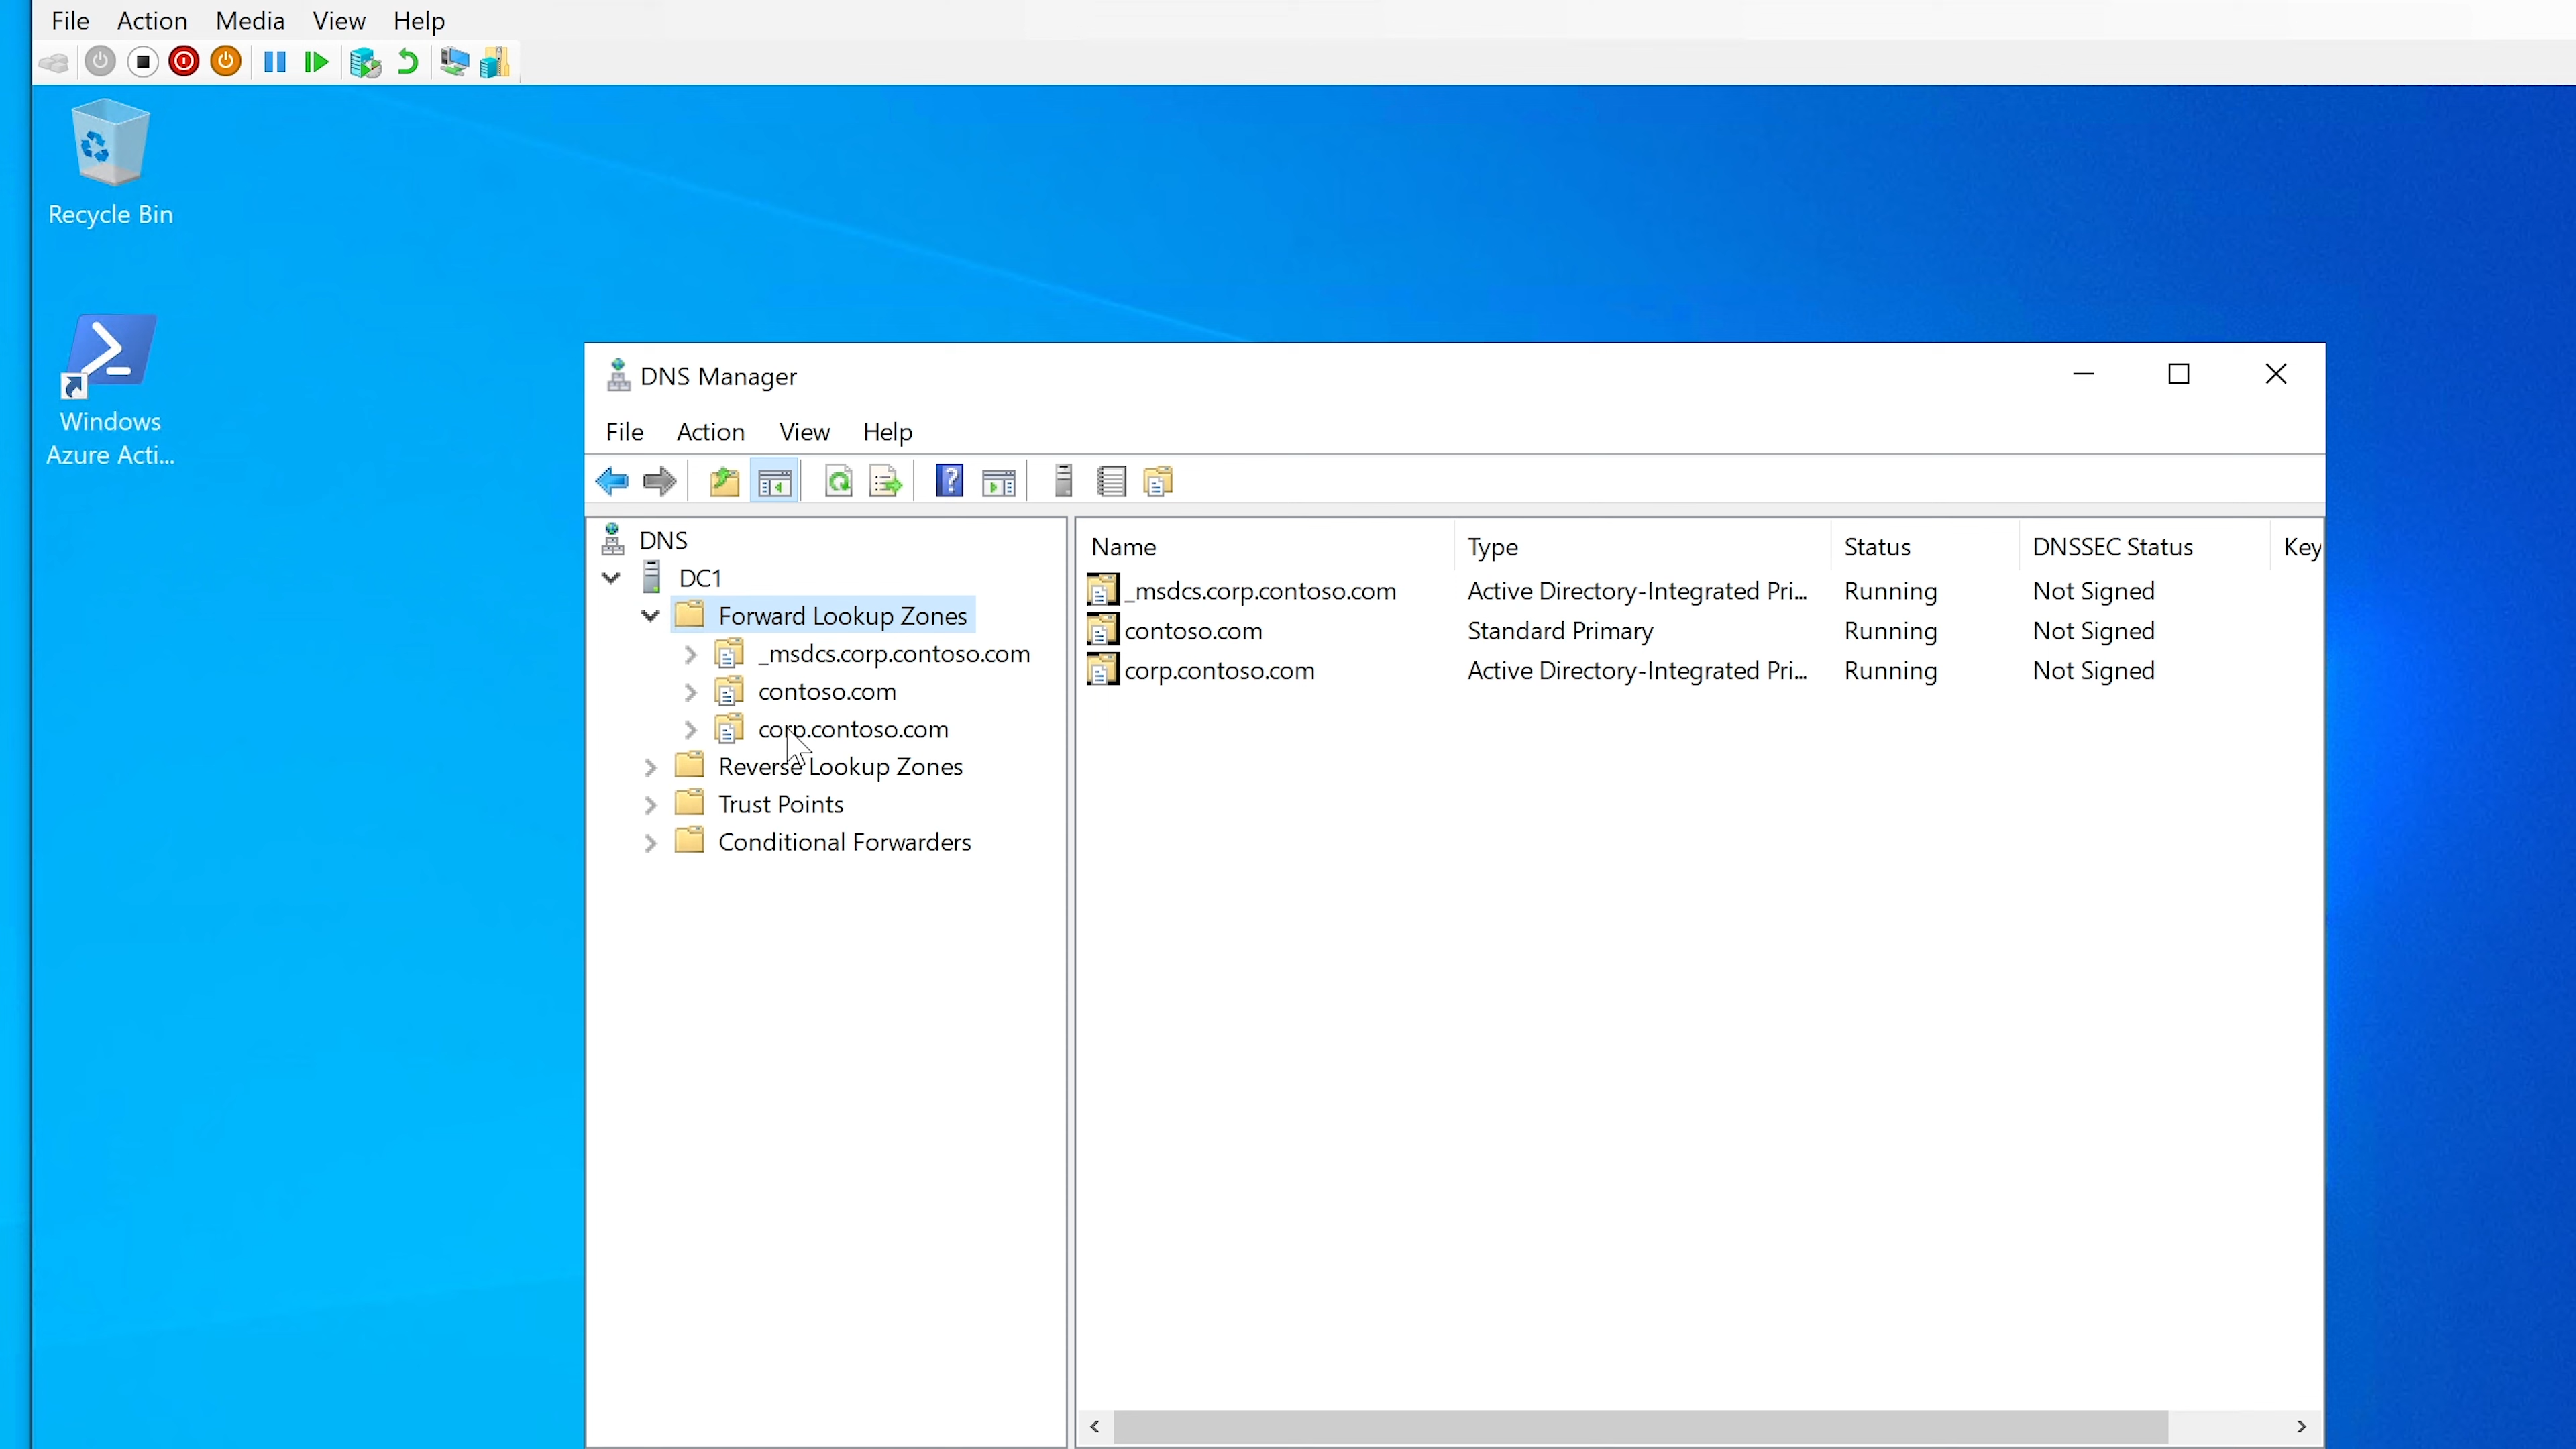 File Action Media View Help
Recycle Bin
Windows
Azure Acti...
DNS Manager
File Action View Help
DNS
DC1
Forward Lookup Zones
_msdcs.corp.contoso.com
contoso.com
corp.contoso.com
Reverse Lookup Zones
Trust Points
Conditional Forwarders
Name Type Status DNSSEC Status Key
_msdcs.corp.contoso.com Active Directory-Integrated Pri... Running Not Signed
contoso.com Standard Primary Running Not Signed
corp.contoso.com Active Directory-Integrated Pri... Running Not Signed